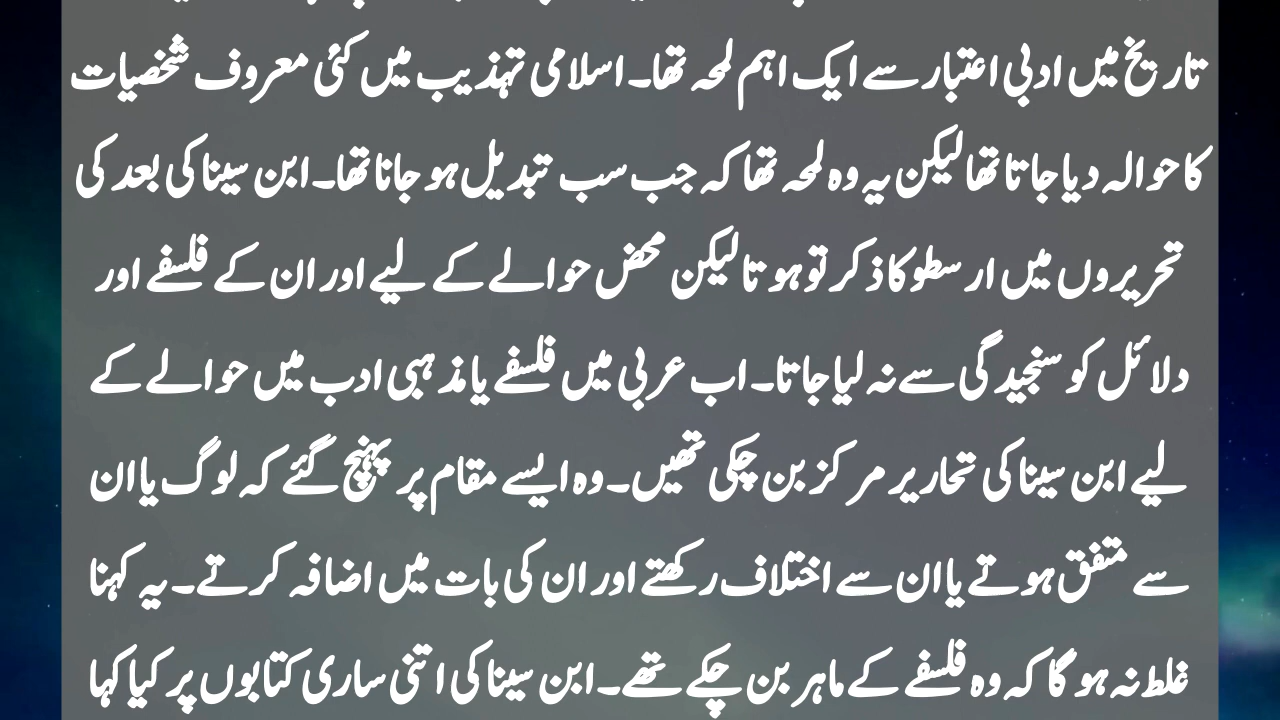 تاریخ میں ادبی اعتبار سے ایک اہم لمحہ تھا۔ اسلامی تہذیب میں کئی معروف شخصیات
کا حوالہ دیا جاتا تھا لیکن یہ وہ لمحہ تھا کہ جب سب تبدیل ہو جانا تھا۔ ابن سینا کی بعد کی
تحریروں میں ارسطو کا ذکر تو ہوتا لیکن محض حوالے کے لیے اور ان کے فلسفے اور
دلائل کو سنجیدگی سے نہ لیا جاتا۔ اب عربی میں فلسفے یا مذہبی ادب میں حوالے کے
لیے ابن سینا کی تحاریر مرکز بن چکی تھیں۔ وہ ایسے مقام پر پہنچ گئے کہ لوگ یا ان
سے متفق ہوتے یا ان سے اختلاف رکھتے اور ان کی بات میں اضافہ کرتے۔ یہ کہنا
غلط نہ ہو گا کہ وہ فلسفے کے ماہر بن چکے تھے۔ ابن سینا کی اتنی ساری کتابوں پر کیا کہا